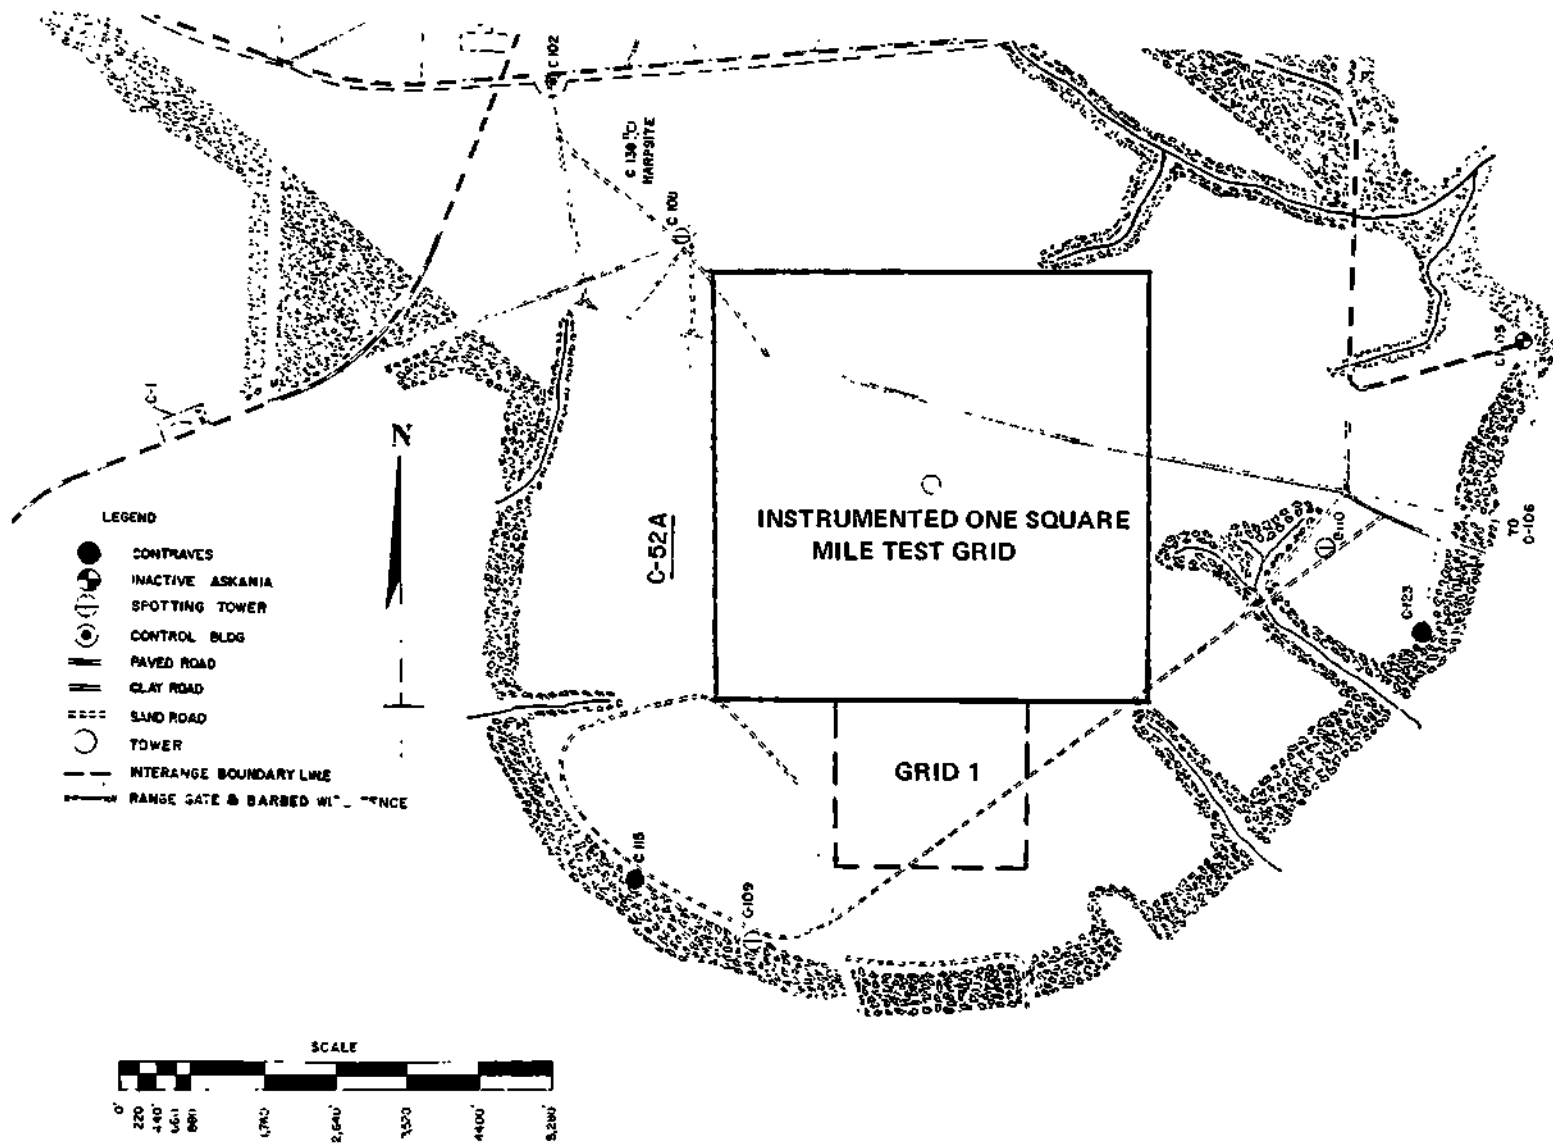 C 102
C 130
HARPSITE
C 100
C-1
N
C-52A
INSTRUMENTED ONE SQUARE
MILE TEST GRID
GRID 1
C 115
C-109
C-123
TO
LEGEND
CONTRAVES
INACTIVE ASKANIA
SPOTTING TOWER
CONTROL BLDG
PAVED ROAD
CLAY ROAD
SAND ROAD
TOWER
INTERANGE BOUNDARY LINE
RANGE GATE & BARBED
SCALE
0' 220 440' 660 880 2,640' 3,520 4400' 5,280'